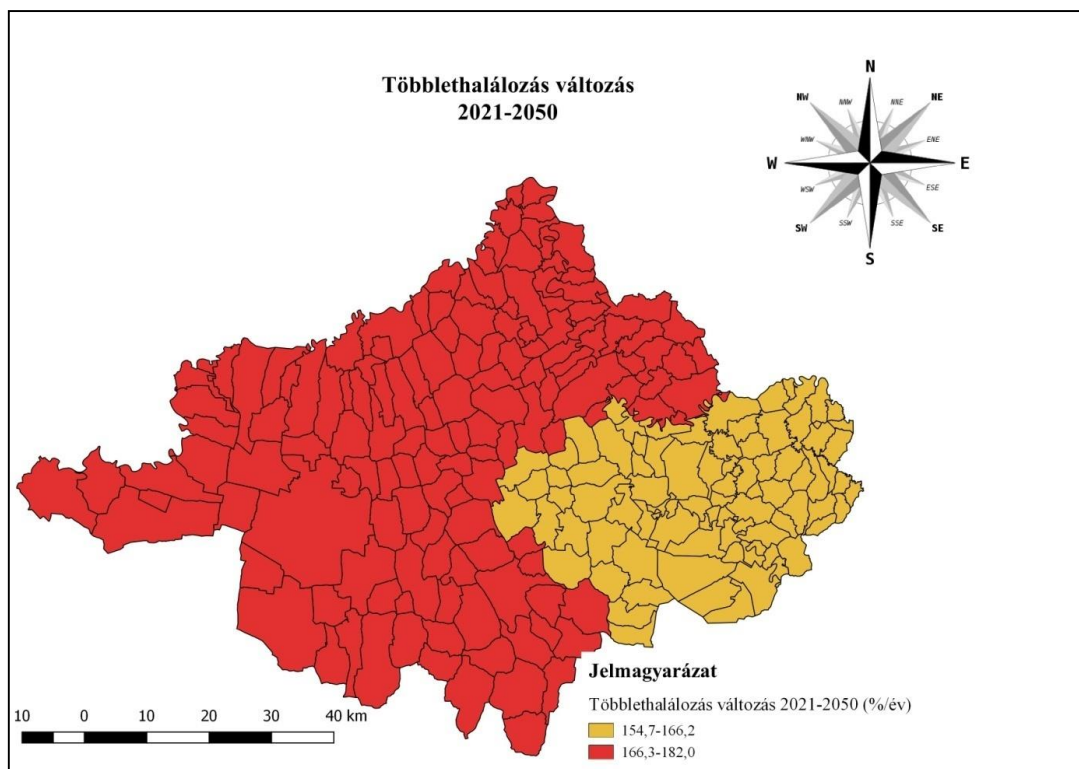 Többlethalálozás változás
2021-2050
N
NNW
NNE
NW
NE
WNW
ENE
W
E
WSW
ESE
SW
SE
SSW
SSE
S
Jelmagyarázat
Többlethalálozás változás 2021-2050 (%/év)
154,7-166,2
166,3-182,0
10 0 10 20 30 40 km